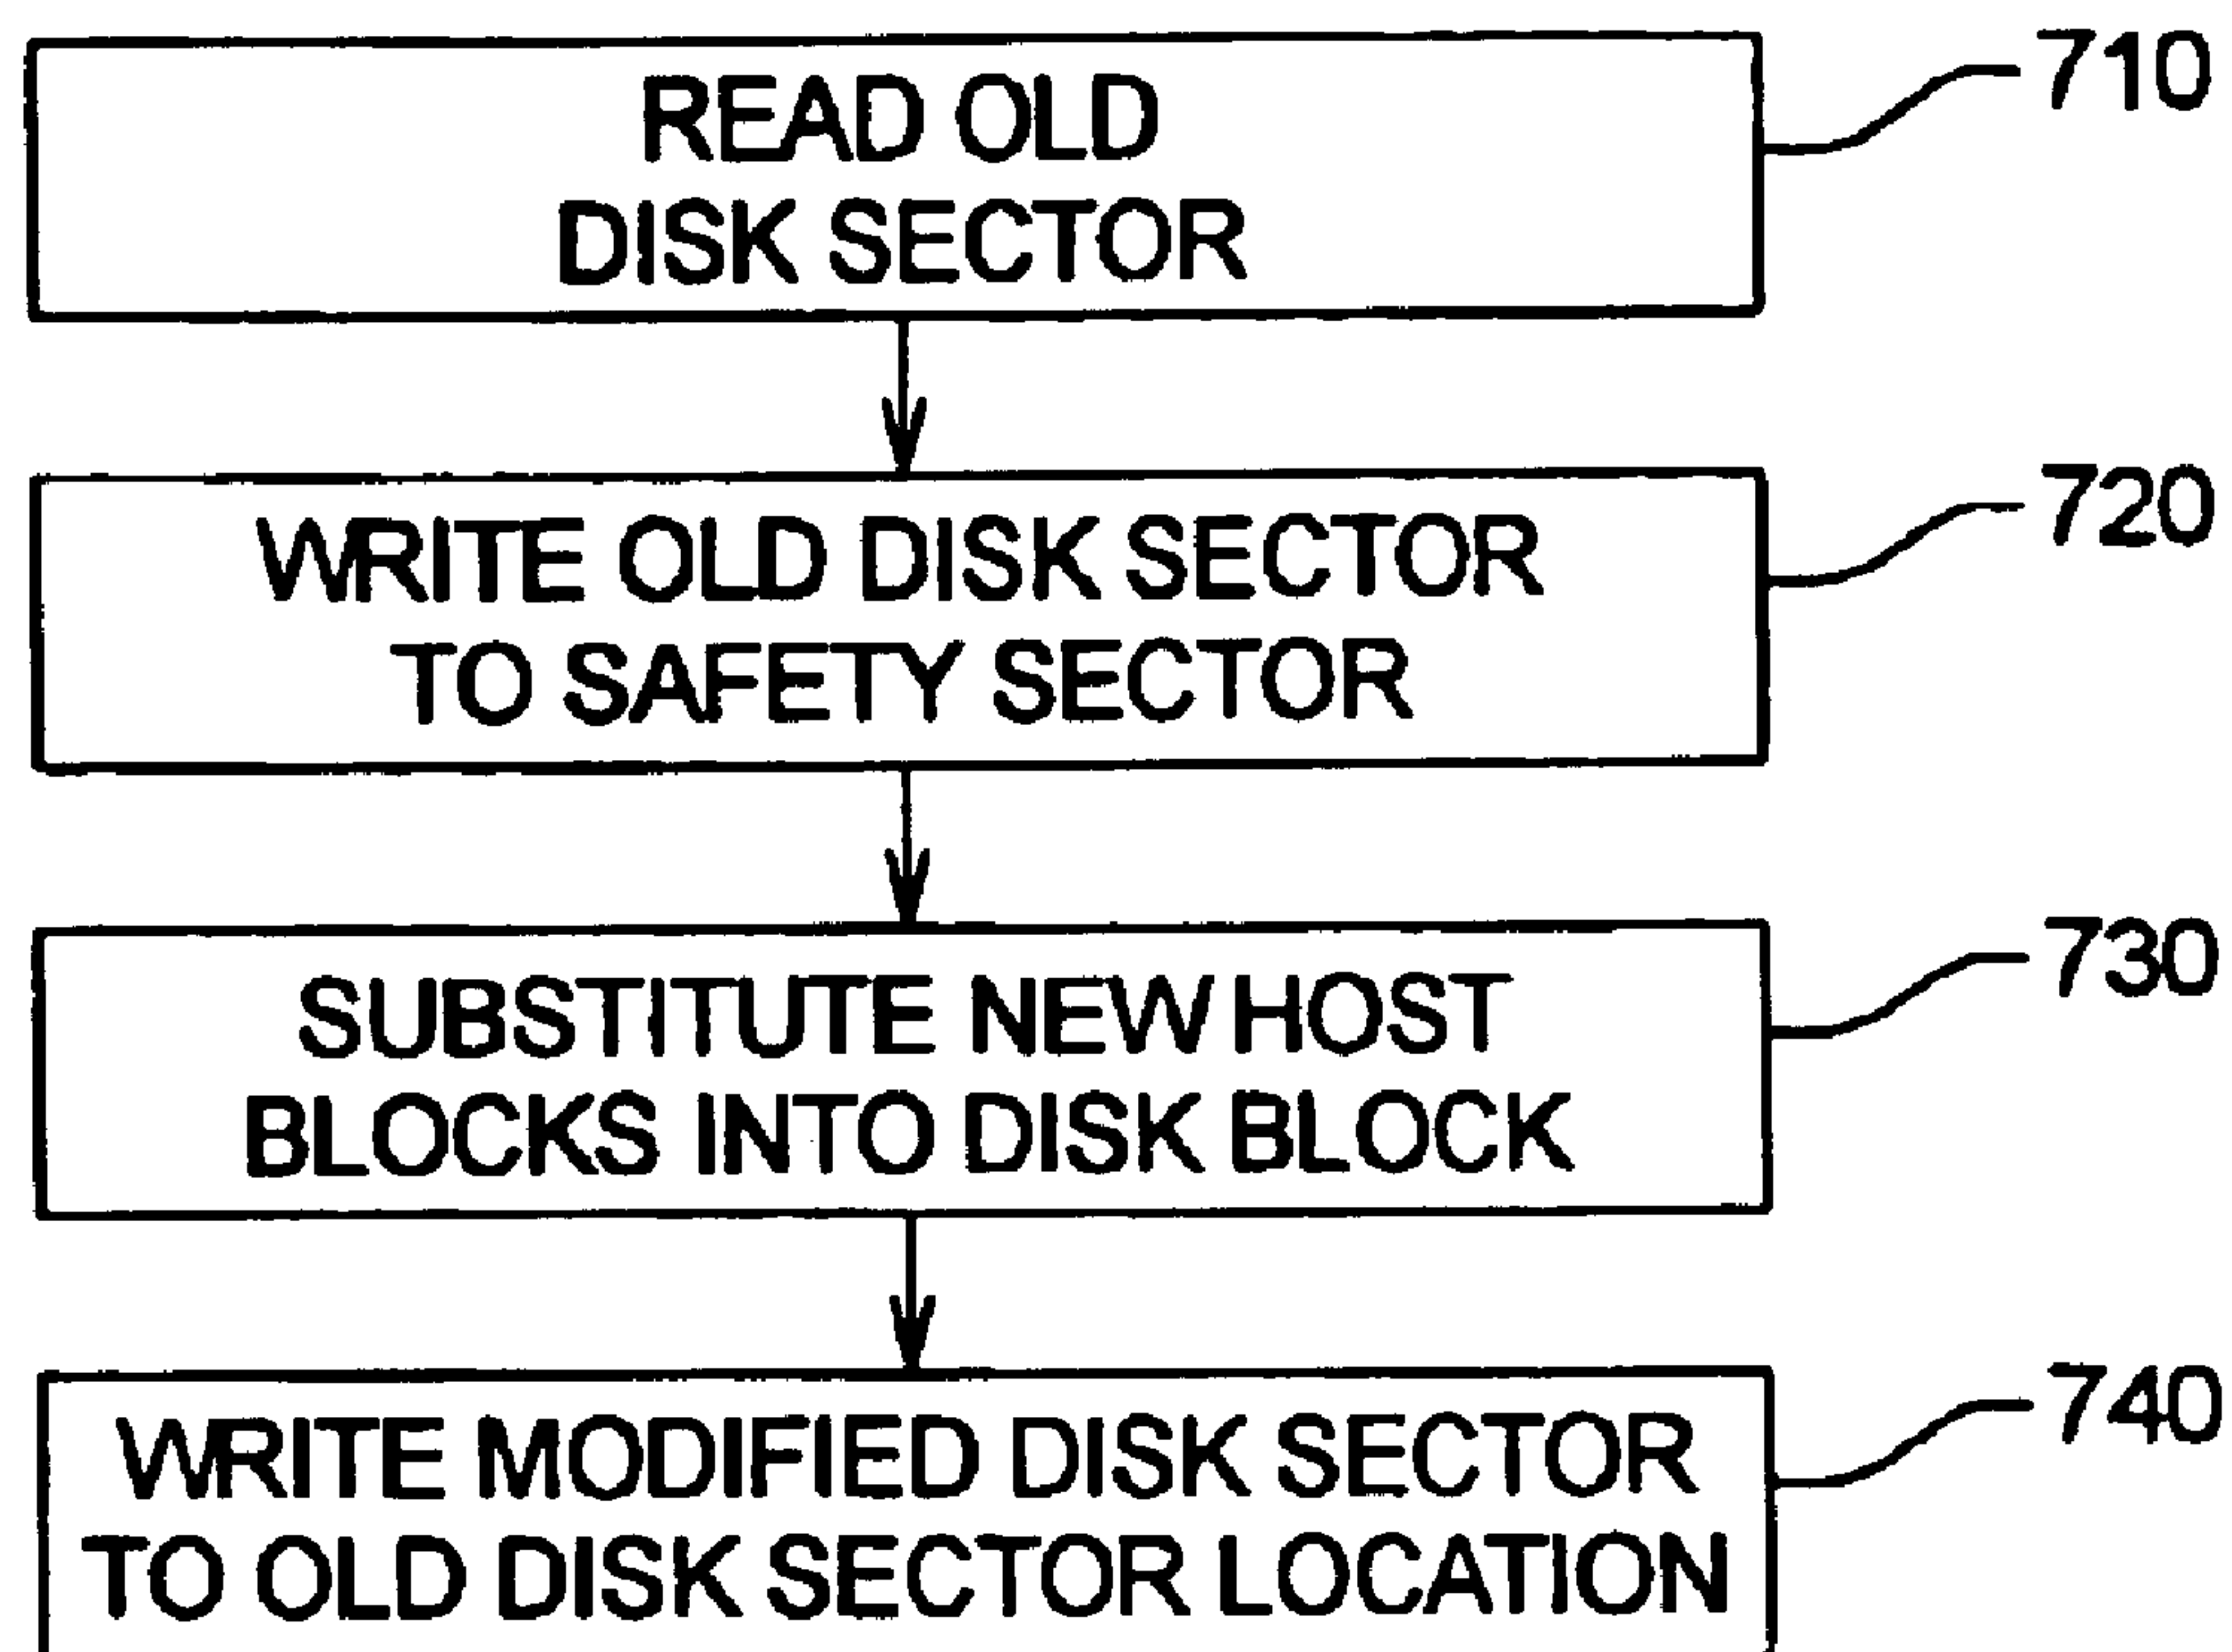 READ OLD
DISK SECTOR
710
WRITE OLD DISK SECTOR
TO SAFETY SECTOR
720
SUBSTITUTE NEW HOST
BLOCKS INTO DISK BLOCK
730
WRITE MODIFIED DISK SECTOR
TO OLD DISK SECTOR LOCATION
740